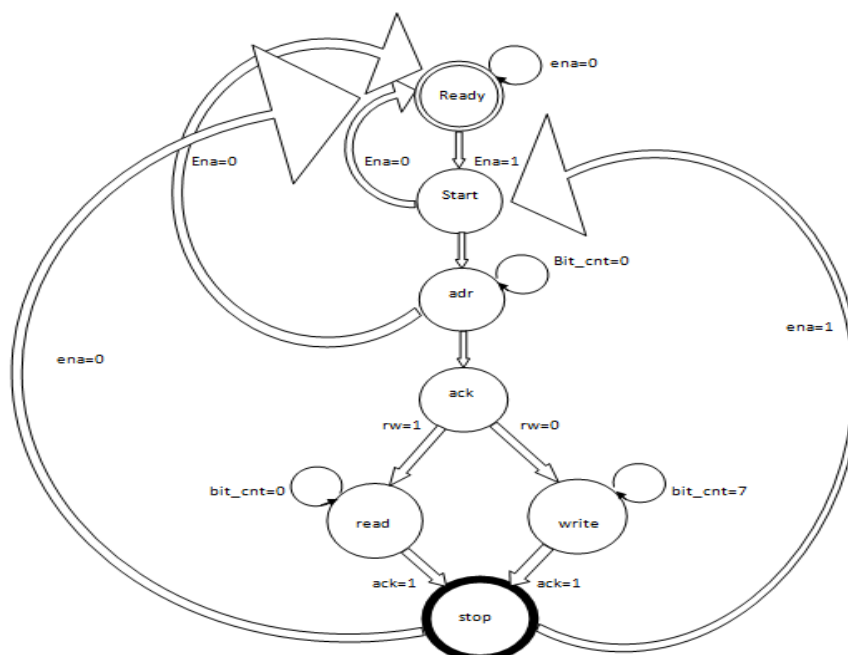 ena=0
Ready
Ena=0
Ena=0
Ena=1
Start
Bit_cnt=0
adr
ena=0
ena=1
ack
rw=1
rw=0
bit_cnt=0
bit_cnt=7
read
write
ack=1
ack=1
stop